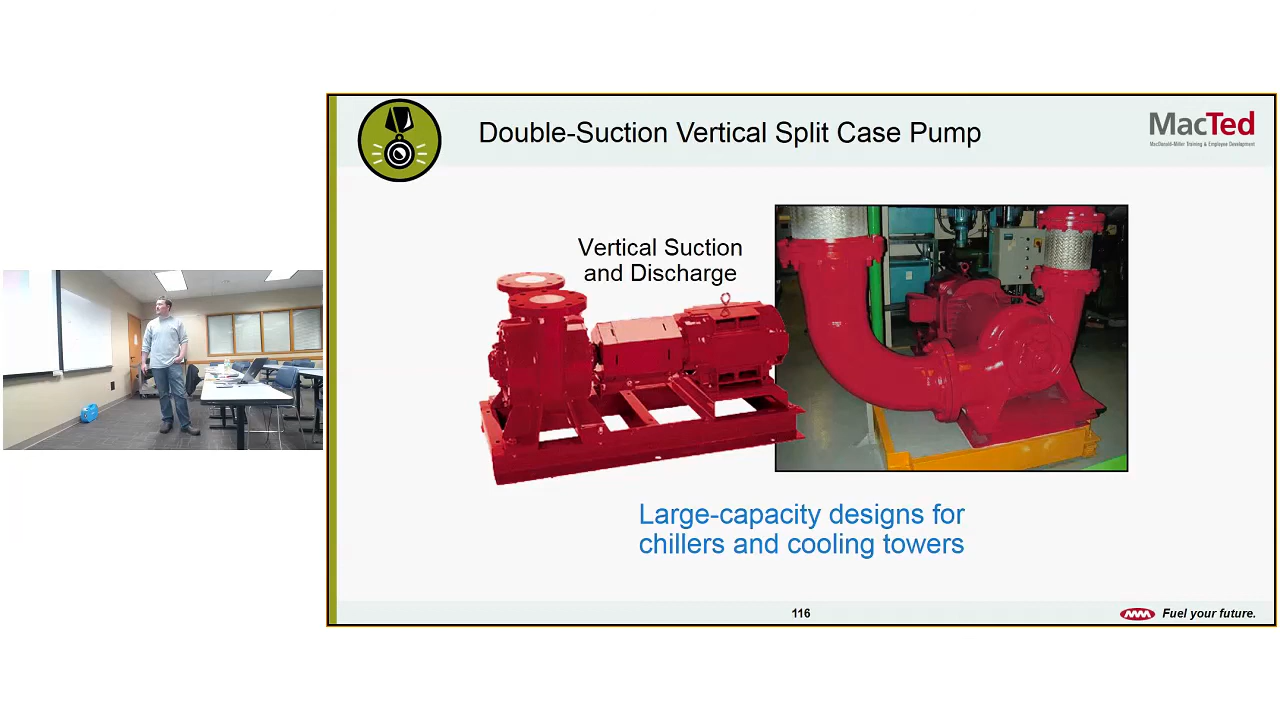 Double-Suction Vertical Split Case Pump
MacTed
MacDonald-Miller Training & Employee Development
Vertical Suction
and Discharge
Large-capacity designs for
chillers and cooling towers
116
Fuel your future.